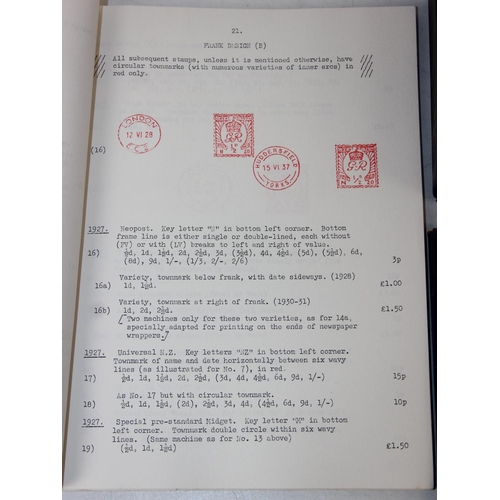 21.
FRANK DESIGN (B)
All subsequent stamps, unless it is mentioned otherwise, have
circular townmarks (with numerous varieties of inner arcs) in
red only.
LONDON
12 VI 28
E.C.
(16)
G R
½
N 20
HUDDERSFIELD
15 VI 37
YORKS.
G R
½
N 20
1927. Neopost. Key letter "N" in bottom left corner. Bottom
frame line is either single or double-lined, each without
(FV) or with (LV) breaks to left and right of value.
16) ½d, 1d, 1½d, 2d, 2½d, 3d, (3½d), 4d, 4½d, (5d), (5½d), 6d,
(8d), 9d, 1/-, (1/3, 2/-, 2/6) 3p
Variety, townmark below frank, with date sideways. (1928)
16a) 1d, 1½d. £1.00
Variety, townmark at right of frank. (1930-31)
16b) 1d, 2d, 2½d. £1.50
[Two machines only for these two varieties, as for 14a,
specially adapted for printing on the ends of newspaper
wrappers.]
1927. Universal N.Z. Key letters "NZ" in bottom left corner.
Townmark of name and date horizontally between six wavy
lines (as illustrated for No. 7), in red.
17) ½d, 1d, 1½d, 2d, 2½d, (3d, 4d, 4½d, 6d, 9d, 1/-) 15p
As No. 17 but with circular townmark.
18) ½d, 1d, 1½d, (2d), 2½d, 3d, 4d, (4½d, 6d, 9d, 1/-) 10p
1927. Special pre-standard Midget. Key letter "M" in bottom
left corner. Townmark double circle within six wavy
lines. (Same machine as for No. 13 above)
19) (½d, 1d, 1½d) £1.50